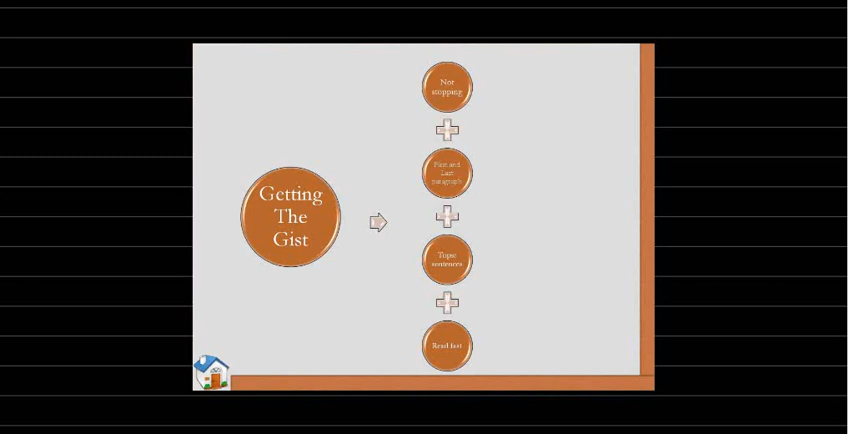 Getting
The
Gist
Not
stopping
First and
Last
paragraph
Topic
sentences
Read fast